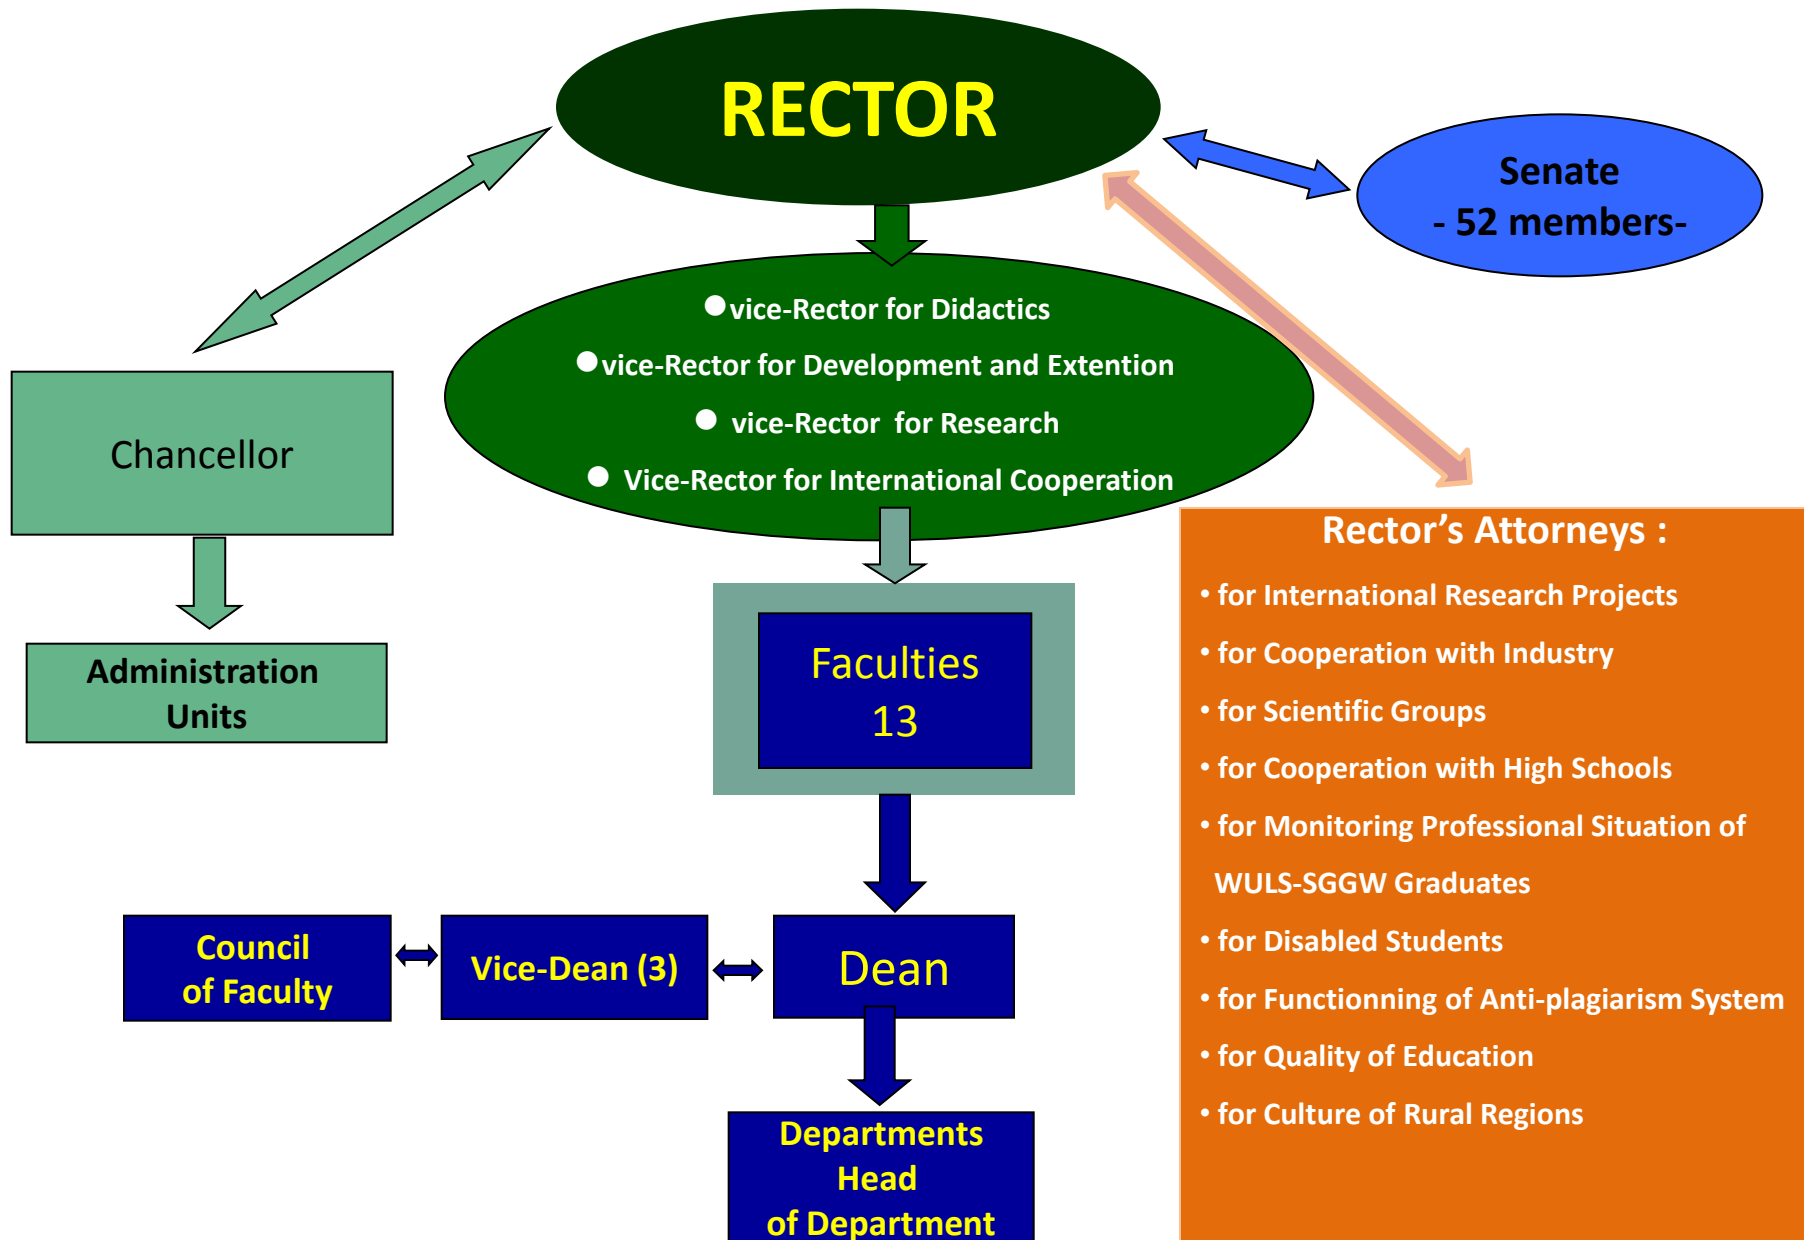 RECTOR
Senate
- 52 members-
●vice-Rector for Didactics
●vice-Rector for Development and Extention
● vice-Rector for Research
● Vice-Rector for International Cooperation
Chancellor
Administration
Units
Faculties
13
Council
of Faculty
Vice-Dean (3)
Dean
Departments
Head
of Department
Rector’s Attorneys :
• for International Research Projects
• for Cooperation with Industry
• for Scientific Groups
• for Cooperation with High Schools
• for Monitoring Professional Situation of
WULS-SGGW Graduates
• for Disabled Students
• for Functionning of Anti-plagiarism System
• for Quality of Education
• for Culture of Rural Regions